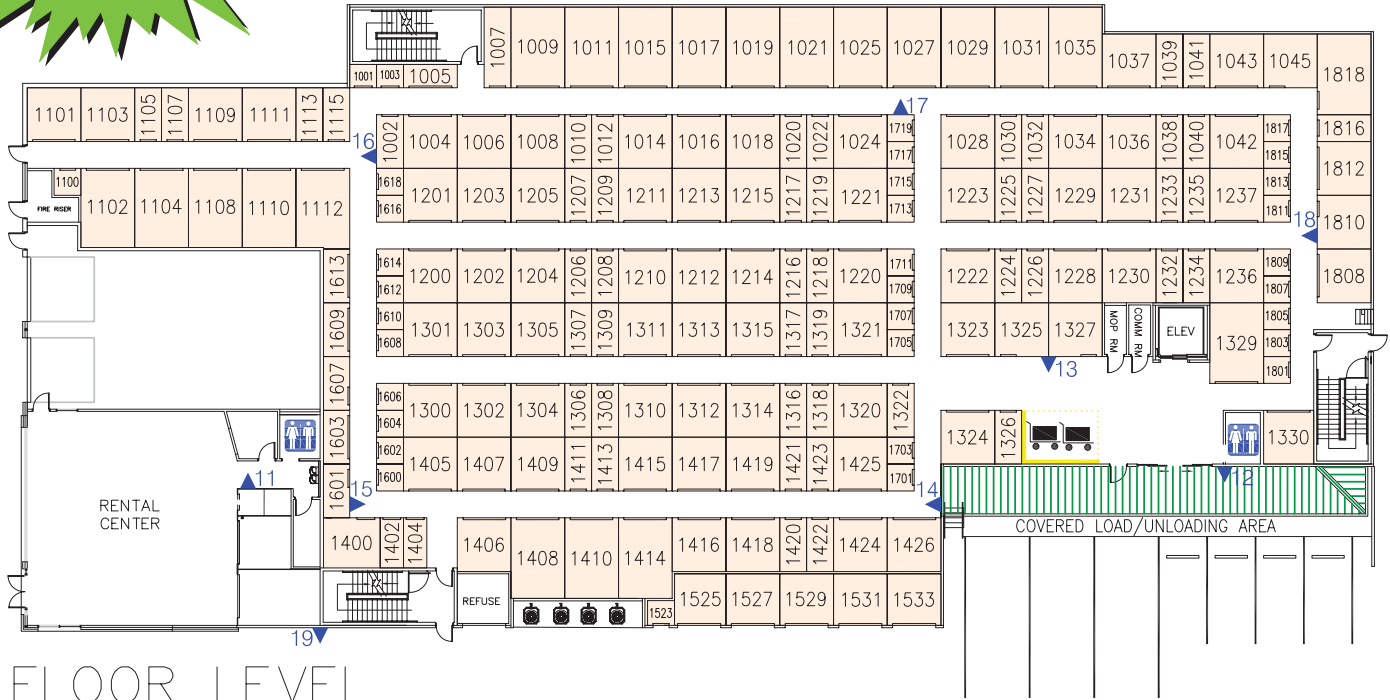 1007 1009 1011 1015 1017 1019 1021 1025 1027 1029 1031 1035
1037 1039 1041 1043 1045
1818
1001 1003 1005
1101 1103 1105 1107 1109 1111 1113 1115
17
16
1002 1004 1006 1008 1010 1012 1014 1016 1018 1020 1022 1024 1719
1717
1028 1030 1032 1034 1036 1038 1040 1042 1817
1815
1816
1812
1100
FIRE RISER
1102 1104 1108 1110 1112
1618
1616
1201 1203 1205 1207 1209 1211 1213 1215 1217 1219 1221 1715
1713
1223 1225 1227 1229 1231 1233 1235 1237 1813
1811
18
1810
1613
1614
1612
1200 1202 1204 1206 1208 1210 1212 1214 1216 1218 1220 1711
1709
1222 1224 1226 1228 1230 1232 1234 1236 1809
1807
1808
1609
1610
1608
1301 1303 1305 1307 1309 1311 1313 1315 1317 1319 1321 1707
1705
1323 1325 1327
MOP RM
COMM RM
ELEV
1329
1805
1803
1801
13
1607
1603
1606
1604
1300 1302 1304 1306 1308 1310 1312 1314 1316 1318 1320 1322
1324 1326
1330
1602
1600
1405 1407 1409 1411 1413 1415 1417 1419 1421 1423 1425 1703
1701
11
12
1601
15
14
RENTAL
CENTER
COVERED LOAD/UNLOADING AREA
1400 1402 1404
1406 1408 1410 1414 1416 1418 1420 1422 1424 1426
REFUSE
1523 1525 1527 1529 1531 1533
19
FLOOR LEVEL